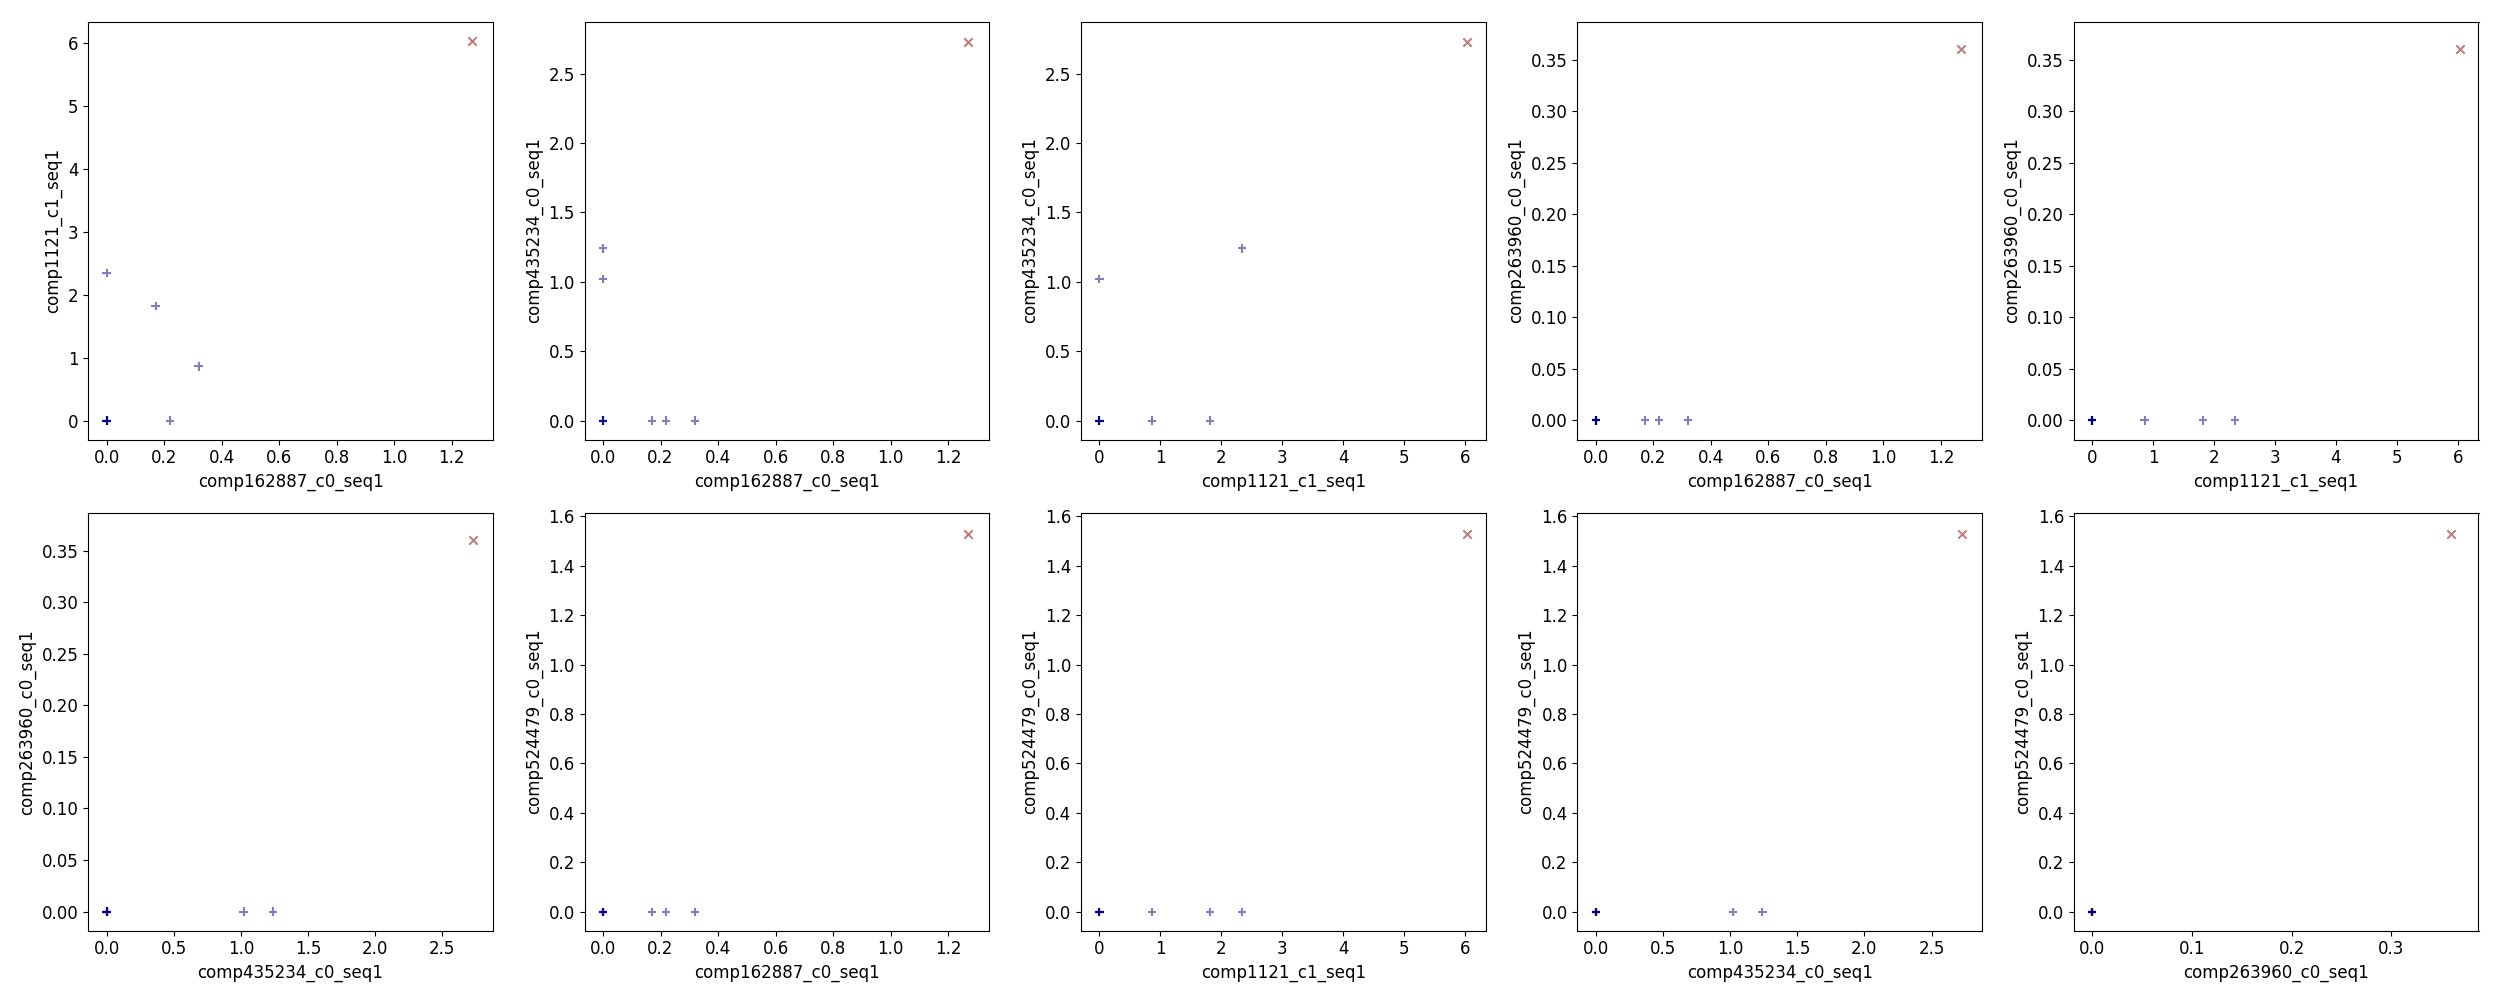 6
5
4
3
2
1
0
comp1121_c1_seq1
0.0 0.2 0.4 0.6 0.8 1.0 1.2
comp162887_c0_seq1
2.5
2.0
1.5
1.0
0.5
0.0
comp435234_c0_seq1
0.0 0.2 0.4 0.6 0.8 1.0 1.2
comp162887_c0_seq1
2.5
2.0
1.5
1.0
0.5
0.0
comp435234_c0_seq1
0 1 2 3 4 5 6
comp1121_c1_seq1
0.35
0.30
0.25
0.20
0.15
0.10
0.05
0.00
comp263960_c0_seq1
0.0 0.2 0.4 0.6 0.8 1.0 1.2
comp162887_c0_seq1
0.35
0.30
0.25
0.20
0.15
0.10
0.05
0.00
comp263960_c0_seq1
0 1 2 3 4 5 6
comp1121_c1_seq1
0.35
0.30
0.25
0.20
0.15
0.10
0.05
0.00
comp263960_c0_seq1
0.0 0.5 1.0 1.5 2.0 2.5
comp435234_c0_seq1
1.6
1.4
1.2
1.0
0.8
0.6
0.4
0.2
0.0
comp524479_c0_seq1
0.0 0.2 0.4 0.6 0.8 1.0 1.2
comp162887_c0_seq1
1.6
1.4
1.2
1.0
0.8
0.6
0.4
0.2
0.0
comp524479_c0_seq1
0 1 2 3 4 5 6
comp1121_c1_seq1
1.6
1.4
1.2
1.0
0.8
0.6
0.4
0.2
0.0
comp524479_c0_seq1
0.0 0.5 1.0 1.5 2.0 2.5
comp435234_c0_seq1
1.6
1.4
1.2
1.0
0.8
0.6
0.4
0.2
0.0
comp524479_c0_seq1
0.0 0.1 0.2 0.3
comp263960_c0_seq1